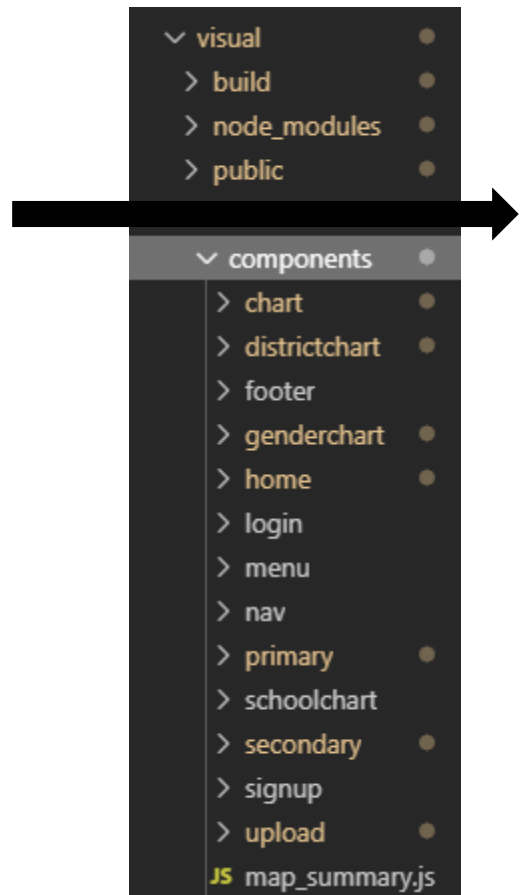 visual
build
node_modules
public
components
chart
districtchart
footer
genderchart
home
login
menu
nav
primary
schoolchart
secondary
signup
upload
JS map_summary.js